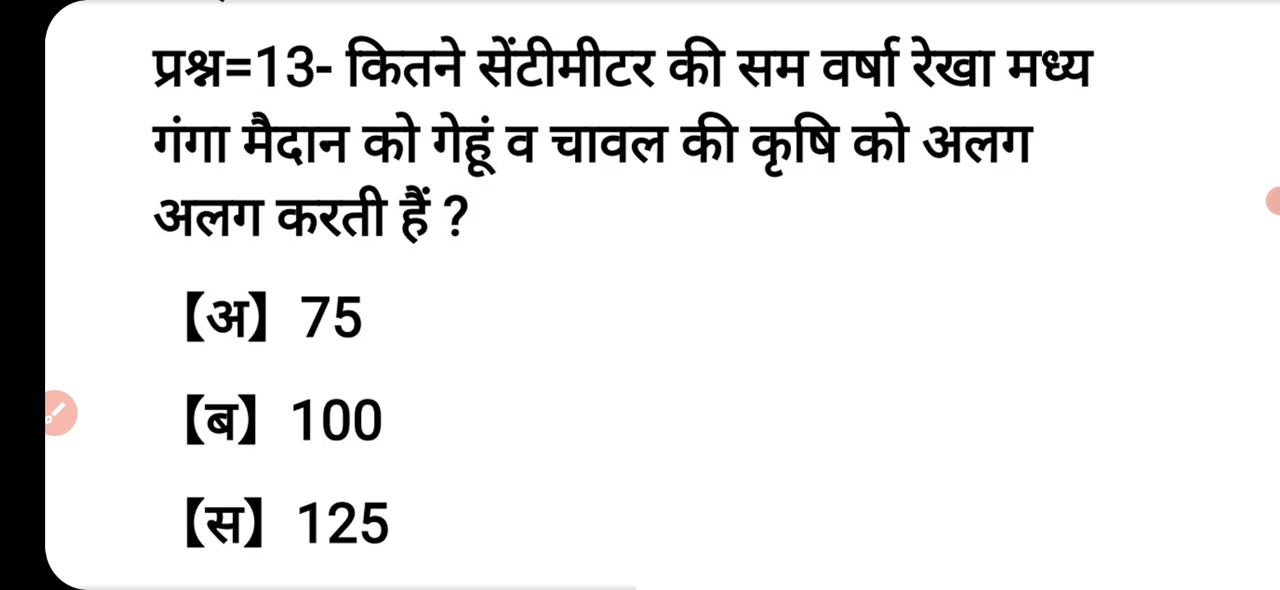 प्रश्न=13- कितने सेंटीमीटर की सम वर्षा रेखा मध्य
गंगा मैदान को गेहूं व चावल की कृषि को अलग
अलग करती हैं ?
【अ】 75
【ब】 100
【स】 125